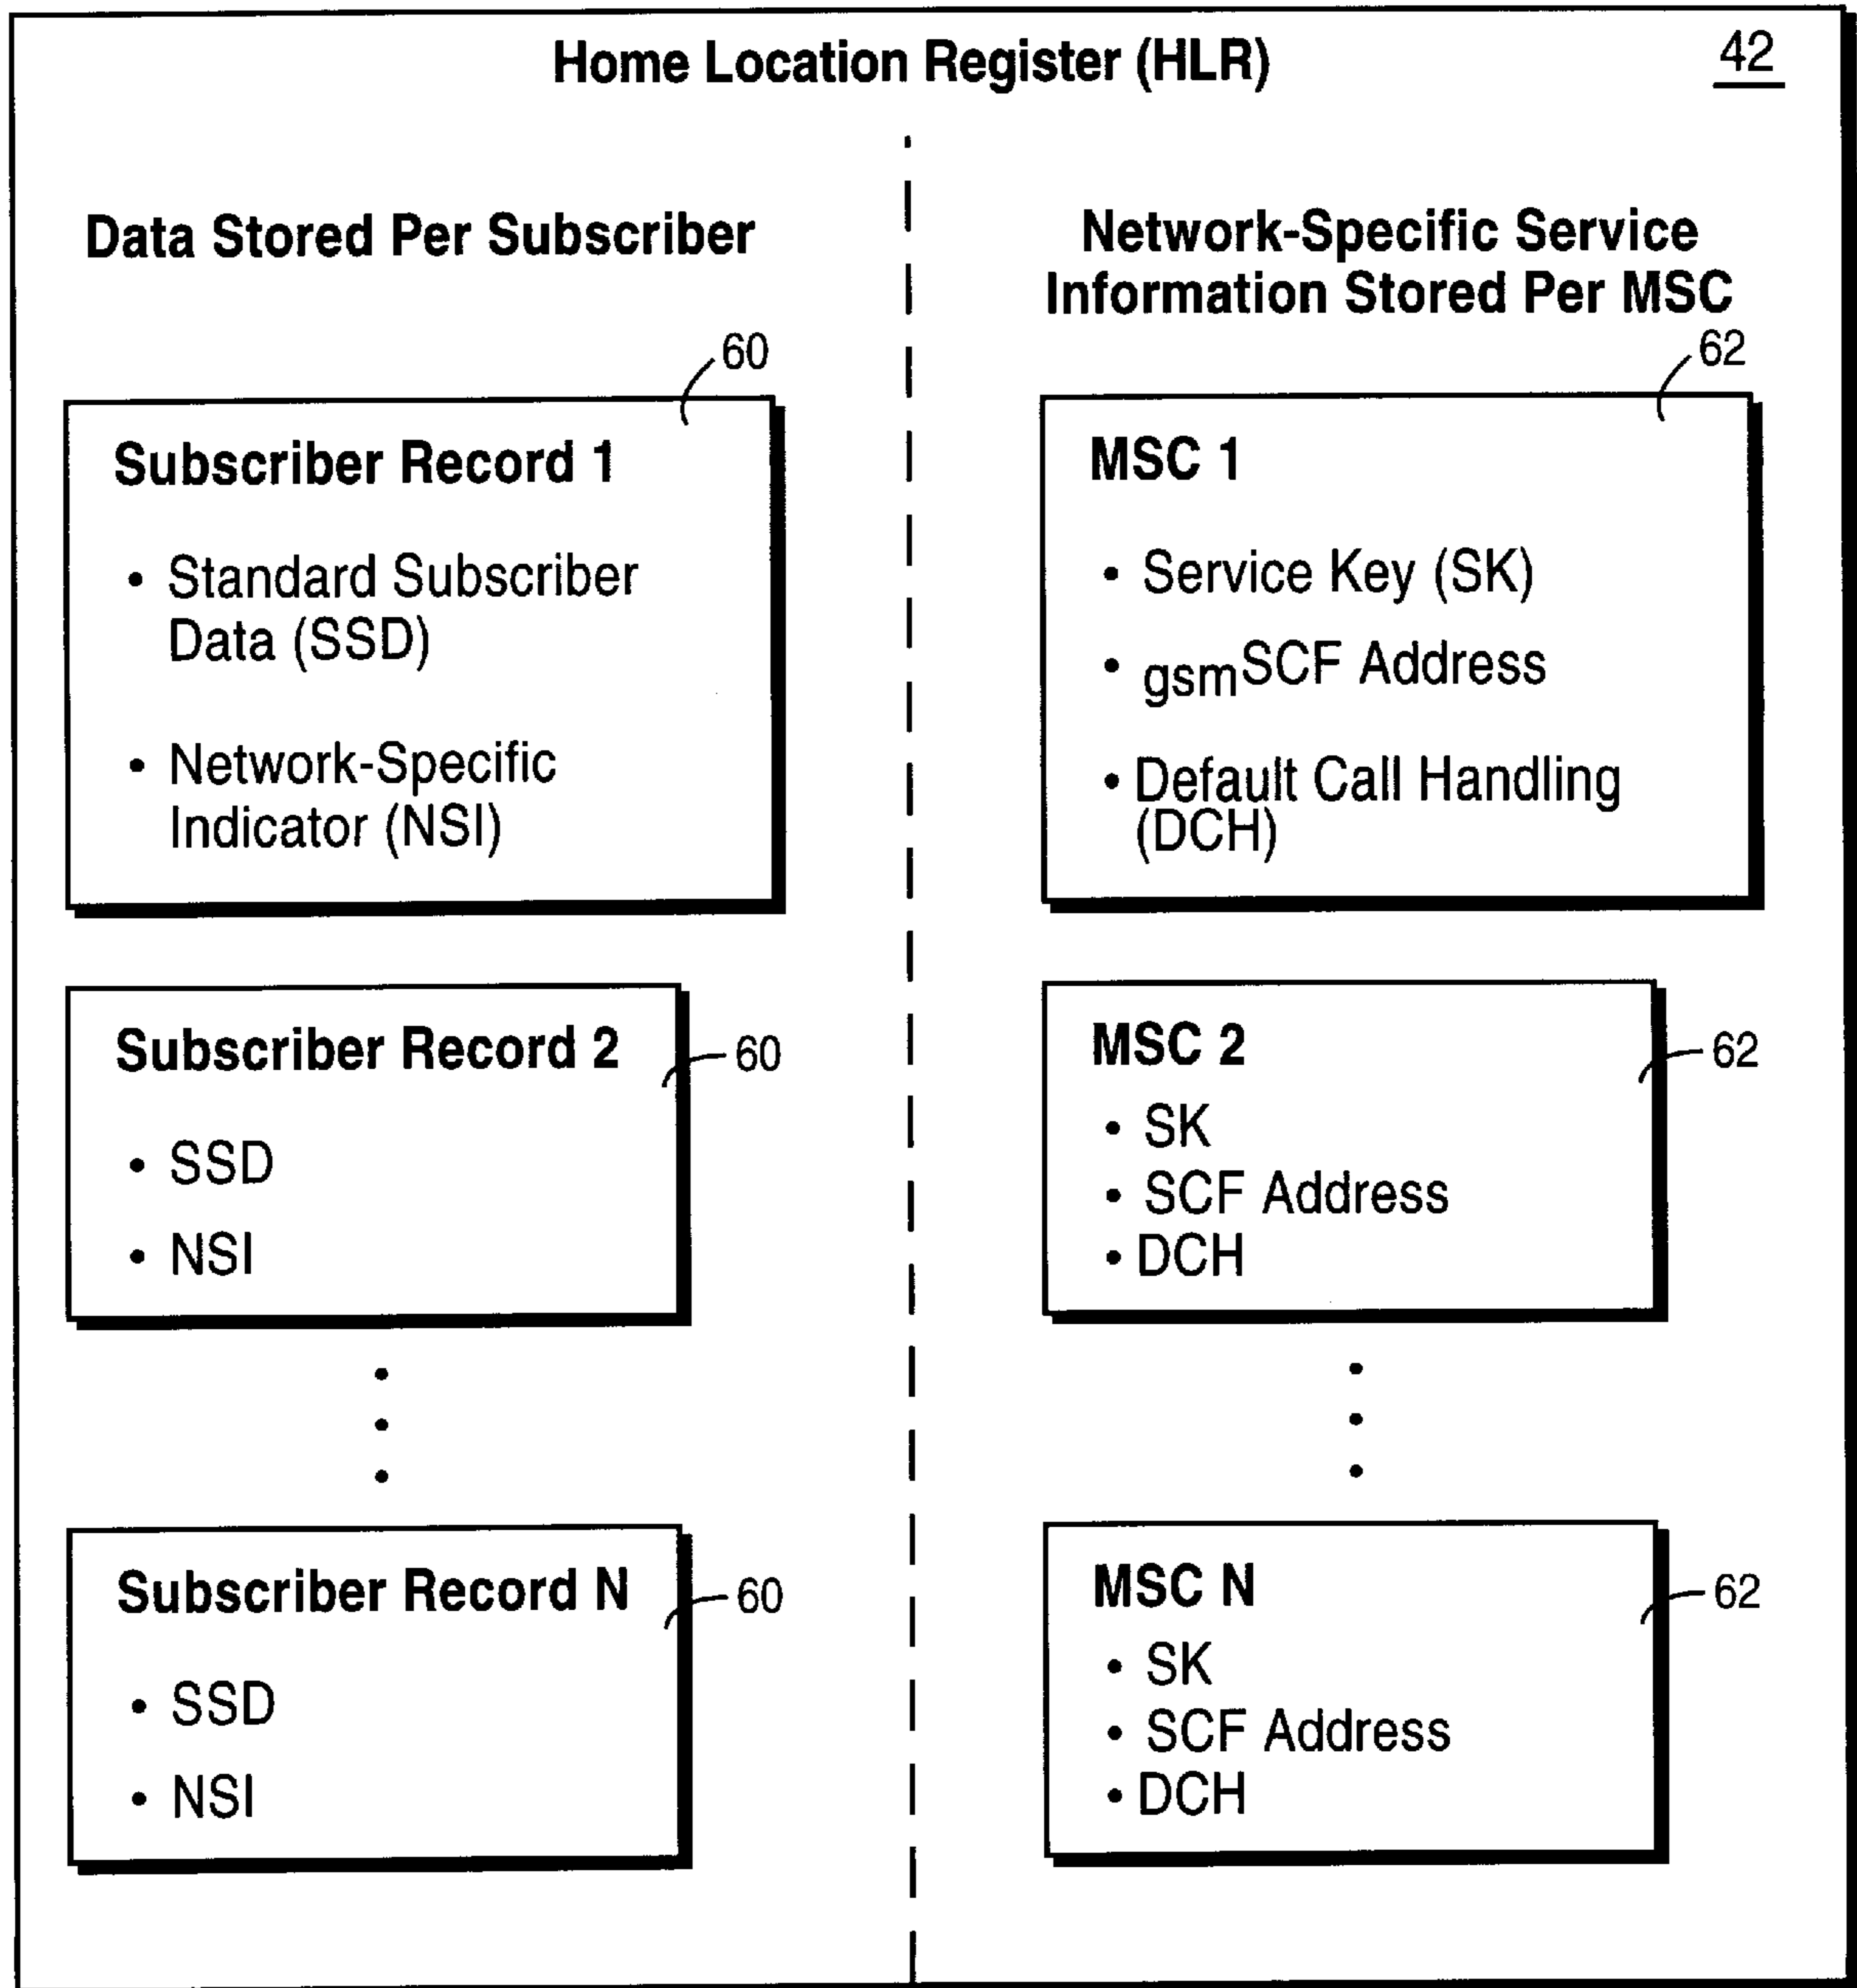 Home Location Register (HLR)
42
Data Stored Per Subscriber
60
Subscriber Record 1
• Standard Subscriber
Data (SSD)
• Network-Specific
Indicator (NSI)
Subscriber Record 2
60
• SSD
• NSI
Subscriber Record N
60
• SSD
• NSI
Network-Specific Service
Information Stored Per MSC
62
MSC 1
• Service Key (SK)
• gsmSCF Address
• Default Call Handling
(DCH)
MSC 2
62
• SK
• SCF Address
• DCH
MSC N
62
• SK
• SCF Address
• DCH